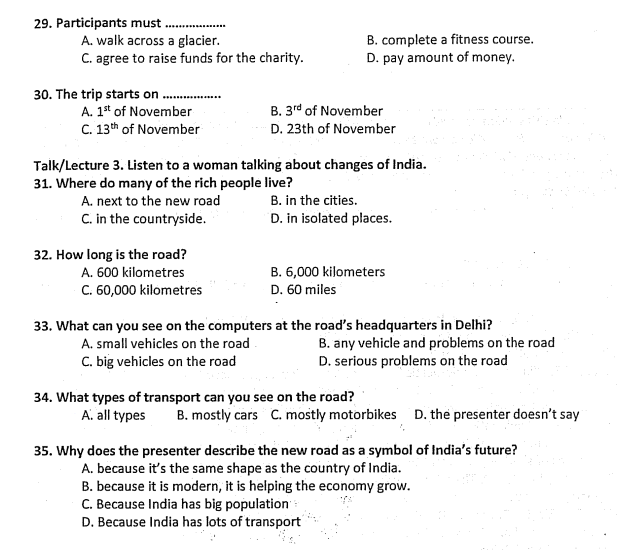 29. Participants must ..................
A. walk across a glacier. B. complete a fitness course.
C. agree to raise funds for the charity. D. pay amount of money.
30. The trip starts on .................
A. 1st of November B. 3rd of November
C. 13th of November D. 23th of November
Talk/Lecture 3. Listen to a woman talking about changes of India.
31. Where do many of the rich people live?
A. next to the new road B. in the cities.
C. in the countryside. D. in isolated places.
32. How long is the road?
A. 600 kilometres B. 6,000 kilometers
C. 60,000 kilometres D. 60 miles
33. What can you see on the computers at the road's headquarters in Delhi?
A. small vehicles on the road B. any vehicle and problems on the road
C. big vehicles on the road D. serious problems on the road
34. What types of transport can you see on the road?
A. all types B. mostly cars C. mostly motorbikes D. the presenter doesn't say
35. Why does the presenter describe the new road as a symbol of India's future?
A. because it's the same shape as the country of India.
B. because it is modern, it is helping the economy grow.
C. Because India has big population
D. Because India has lots of transport